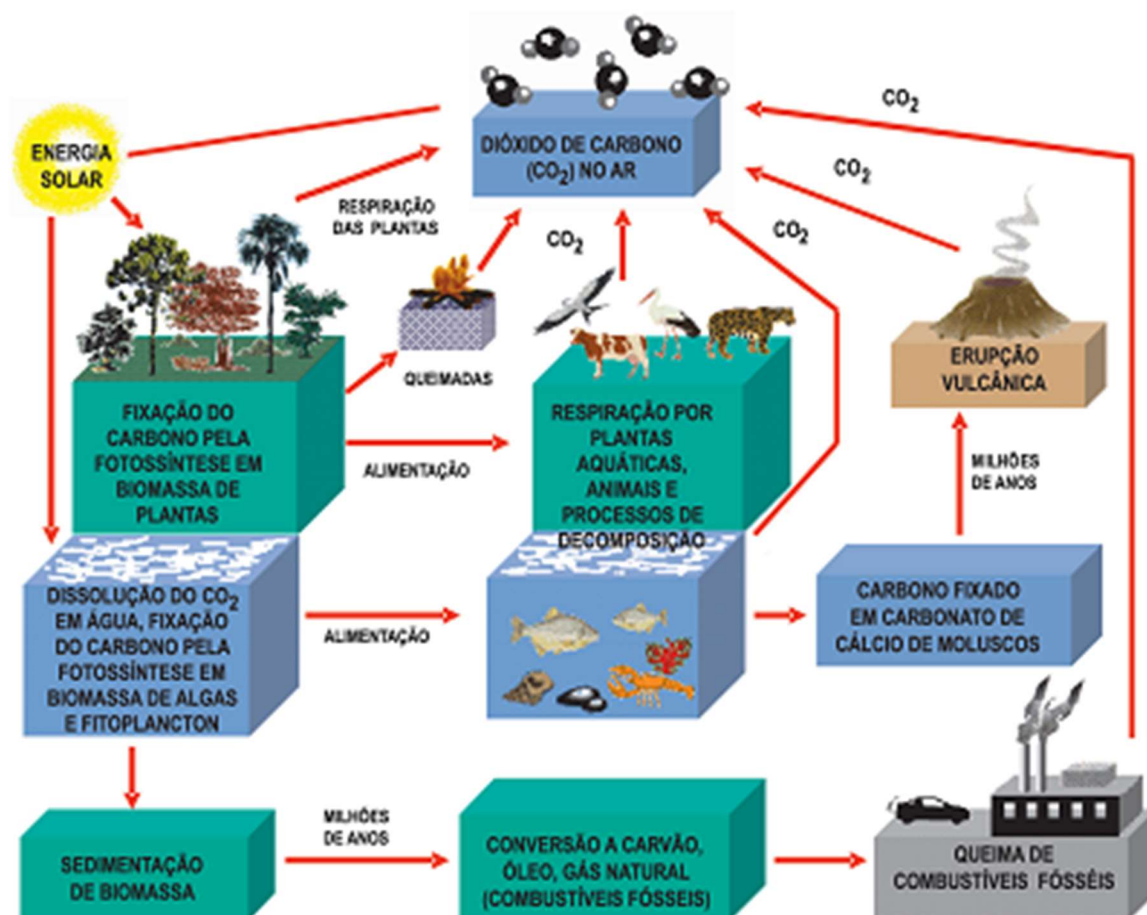 CO₂
DIÓXIDO DE CARBONO
(CO₂) NO AR
ENERGIA
SOLAR
CO₂
RESPIRAÇÃO
DAS PLANTAS
CO₂
CO₂
QUEIMADAS
ERUPÇÃO
VULCÂNICA
FIXAÇÃO DO
CARBONO PELA
FOTOSSÍNTESE EM
BIOMASSA DE
PLANTAS
ALIMENTAÇÃO
RESPIRAÇÃO POR
PLANTAS
AQUÁTICAS,
ANIMAIS E
PROCESSOS DE
DECOMPOSIÇÃO
MILHÕES
DE ANOS
DISSOLUÇÃO DO CO₂
EM ÁGUA, FIXAÇÃO
DO CARBONO PELA
FOTOSSÍNTESE EM
BIOMASSA DE ALGAS
E FITOPLANCTON
ALIMENTAÇÃO
CARBONO FIXADO
EM CARBONATO DE
CÁLCIO DE MOLUSCOS
SEDIMENTAÇÃO
DE BIOMASSA
MILHÕES
DE ANOS
CONVERSÃO A CARVÃO,
ÓLEO, GÁS NATURAL
(COMBUSTÍVEIS FÓSSEIS)
QUEIMA DE
COMBUSTÍVEIS FÓSSÉIS